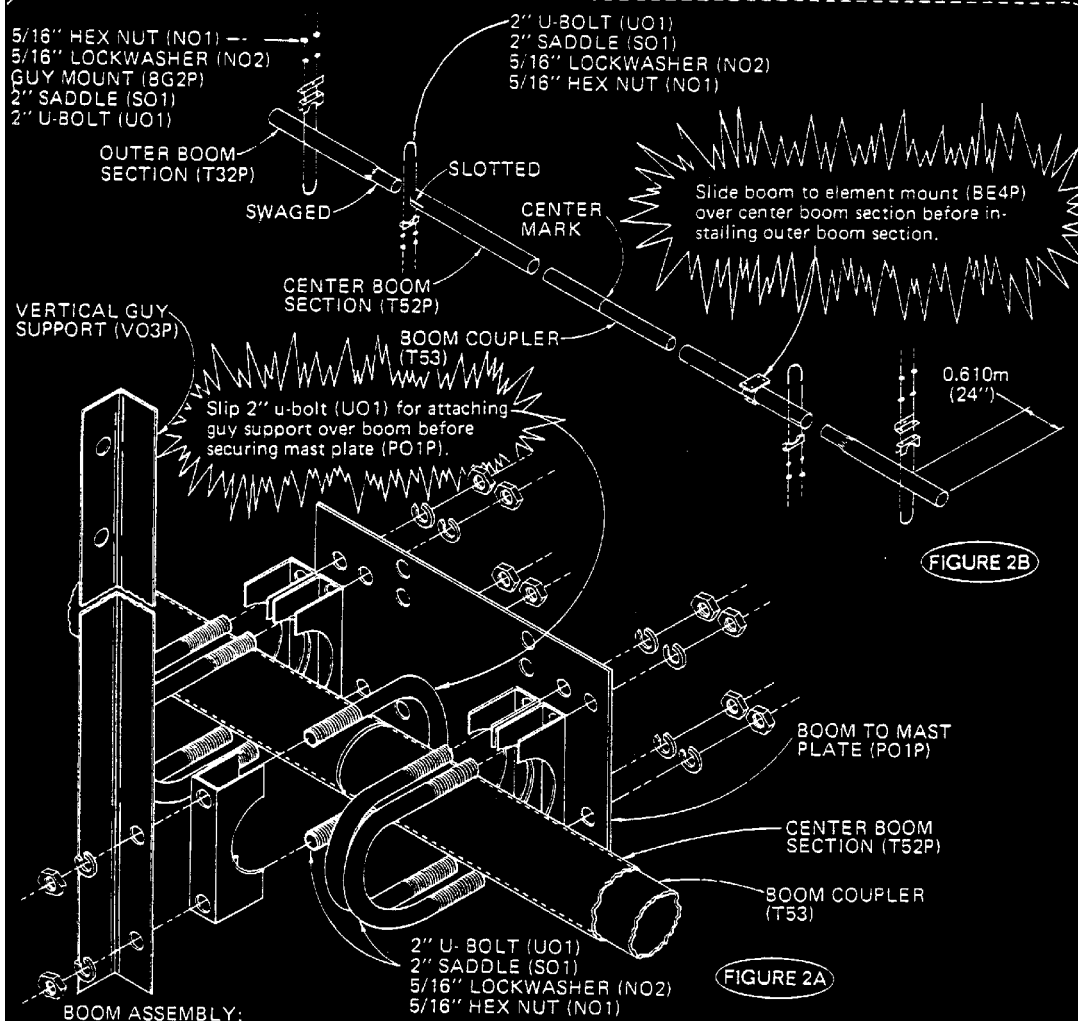 5/16" HEX NUT (NO1)
5/16" LOCKWASHER (NO2)
GUY MOUNT (BG2P)
2" SADDLE (SO1)
2" U-BOLT (UO1)
2" U-BOLT (UO1)
2" SADDLE (SO1)
5/16" LOCKWASHER (NO2)
5/16" HEX NUT (NO1)
OUTER BOOM
SECTION (T32P)
SWAGED
SLOTTED
CENTER
MARK
Slide boom to element mount (BE4P)
over center boom section before in-
stalling outer boom section.
CENTER BOOM
SECTION (T52P)
BOOM COUPLER
(T53)
0.610m
(24")
FIGURE 2B
VERTICAL GUY
SUPPORT (VO3P)
Slip 2" u-bolt (UO1) for attaching
guy support over boom before
securing mast plate (PO1P).
BOOM TO MAST
PLATE (PO1P)
CENTER BOOM
SECTION (T52P)
BOOM COUPLER
(T53)
2" U-BOLT (UO1)
2" SADDLE (SO1)
5/16" LOCKWASHER (NO2)
5/16" HEX NUT (NO1)
FIGURE 2A
BOOM ASSEMBLY: